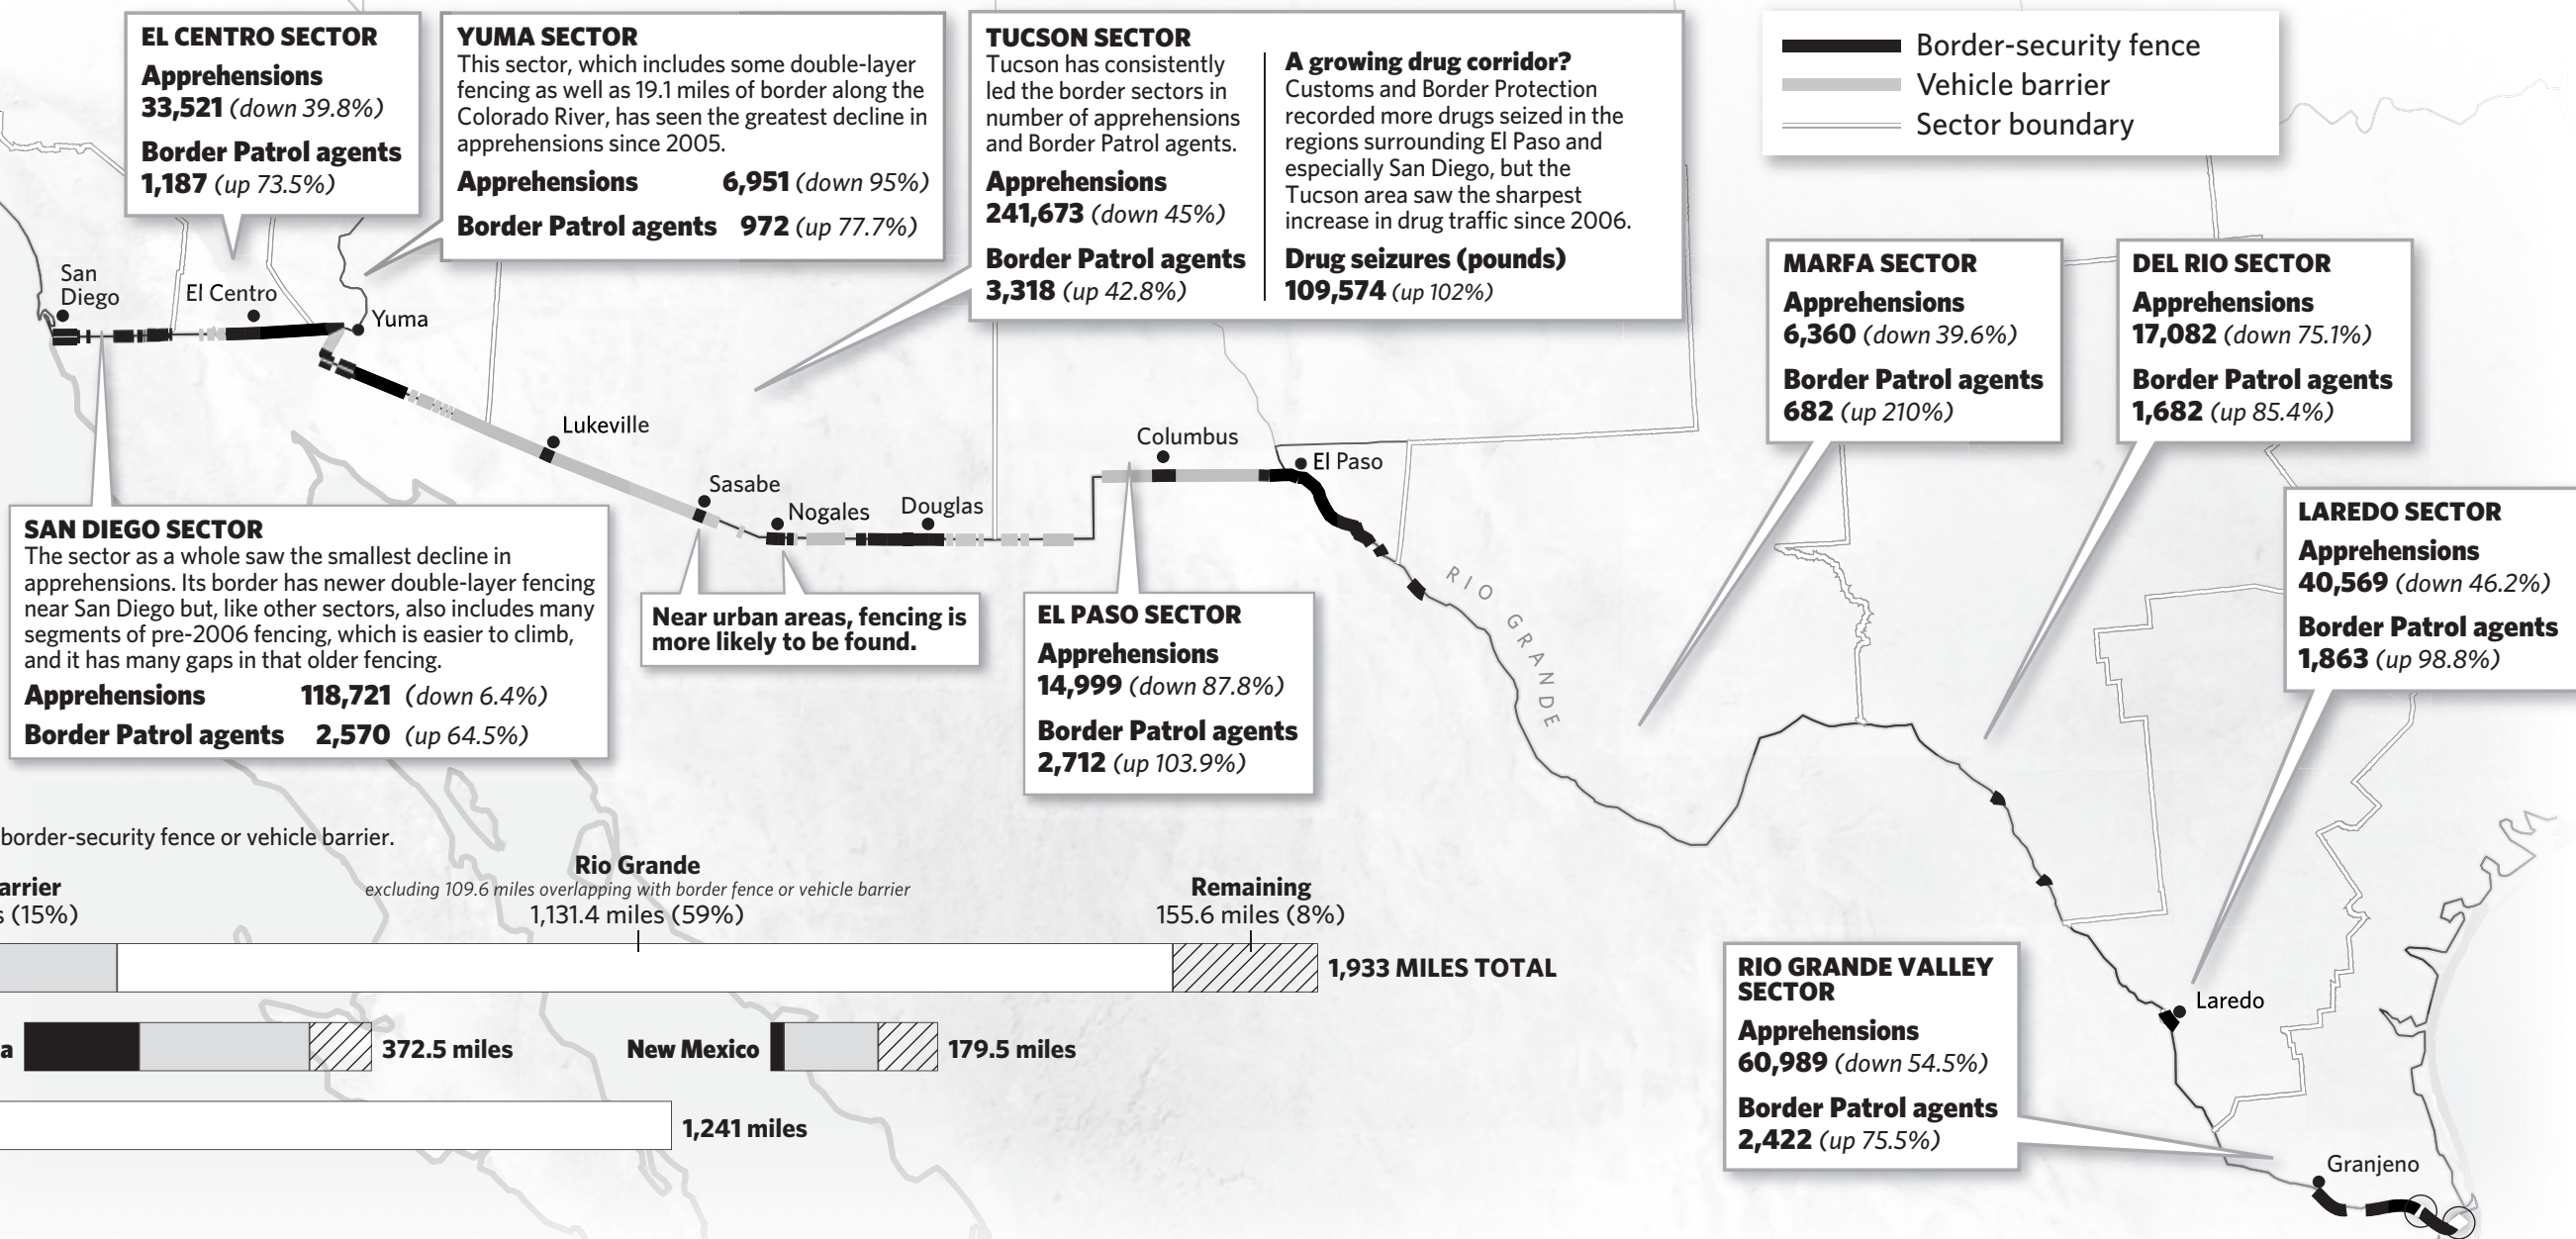 EL CENTRO SECTOR
Apprehensions
33,521 (down 39.8%)
Border Patrol agents
1,187 (up 73.5%)
YUMA SECTOR
This sector, which includes some double-layer
fencing as well as 19.1 miles of border along the
Colorado River, has seen the greatest decline in
apprehensions since 2005.
Apprehensions 6,951 (down 95%)
Border Patrol agents 972 (up 77.7%)
TUCSON SECTOR
Tucson has consistently
led the border sectors in
number of apprehensions
and Border Patrol agents.
Apprehensions
241,673 (down 45%)
Border Patrol agents
3,318 (up 42.8%)
A growing drug corridor?
Customs and Border Protection
recorded more drugs seized in the
regions surrounding El Paso and
especially San Diego, but the
Tucson area saw the sharpest
increase in drug traffic since 2006.
Drug seizures (pounds)
109,574 (up 102%)
Border-security fence
Vehicle barrier
Sector boundary
MARFA SECTOR
Apprehensions
6,360 (down 39.6%)
Border Patrol agents
682 (up 210%)
DEL RIO SECTOR
Apprehensions
17,082 (down 75.1%)
Border Patrol agents
1,682 (up 85.4%)
LAREDO SECTOR
Apprehensions
40,569 (down 46.2%)
Border Patrol agents
1,863 (up 98.8%)
San
Diego
El Centro
Yuma
Lukeville
Sasabe
Nogales
Douglas
Columbus
El Paso
RIO GRANDE
SAN DIEGO SECTOR
The sector as a whole saw the smallest decline in
apprehensions. Its border has newer double-layer fencing
near San Diego but, like other sectors, also includes many
segments of pre-2006 fencing, which is easier to climb,
and it has many gaps in that older fencing.
Apprehensions 118,721 (down 6.4%)
Border Patrol agents 2,570 (up 64.5%)
Near urban areas, fencing is
more likely to be found.
EL PASO SECTOR
Apprehensions
14,999 (down 87.8%)
Border Patrol agents
2,712 (up 103.9%)
border-security fence or vehicle barrier.
arrier
s (15%)
Rio Grande
excluding 109.6 miles overlapping with border fence or vehicle barrier
1,131.4 miles (59%)
Remaining
155.6 miles (8%)
1,933 MILES TOTAL
a
372.5 miles
New Mexico
179.5 miles
1,241 miles
RIO GRANDE VALLEY
SECTOR
Apprehensions
60,989 (down 54.5%)
Border Patrol agents
2,422 (up 75.5%)
Laredo
Granjeno